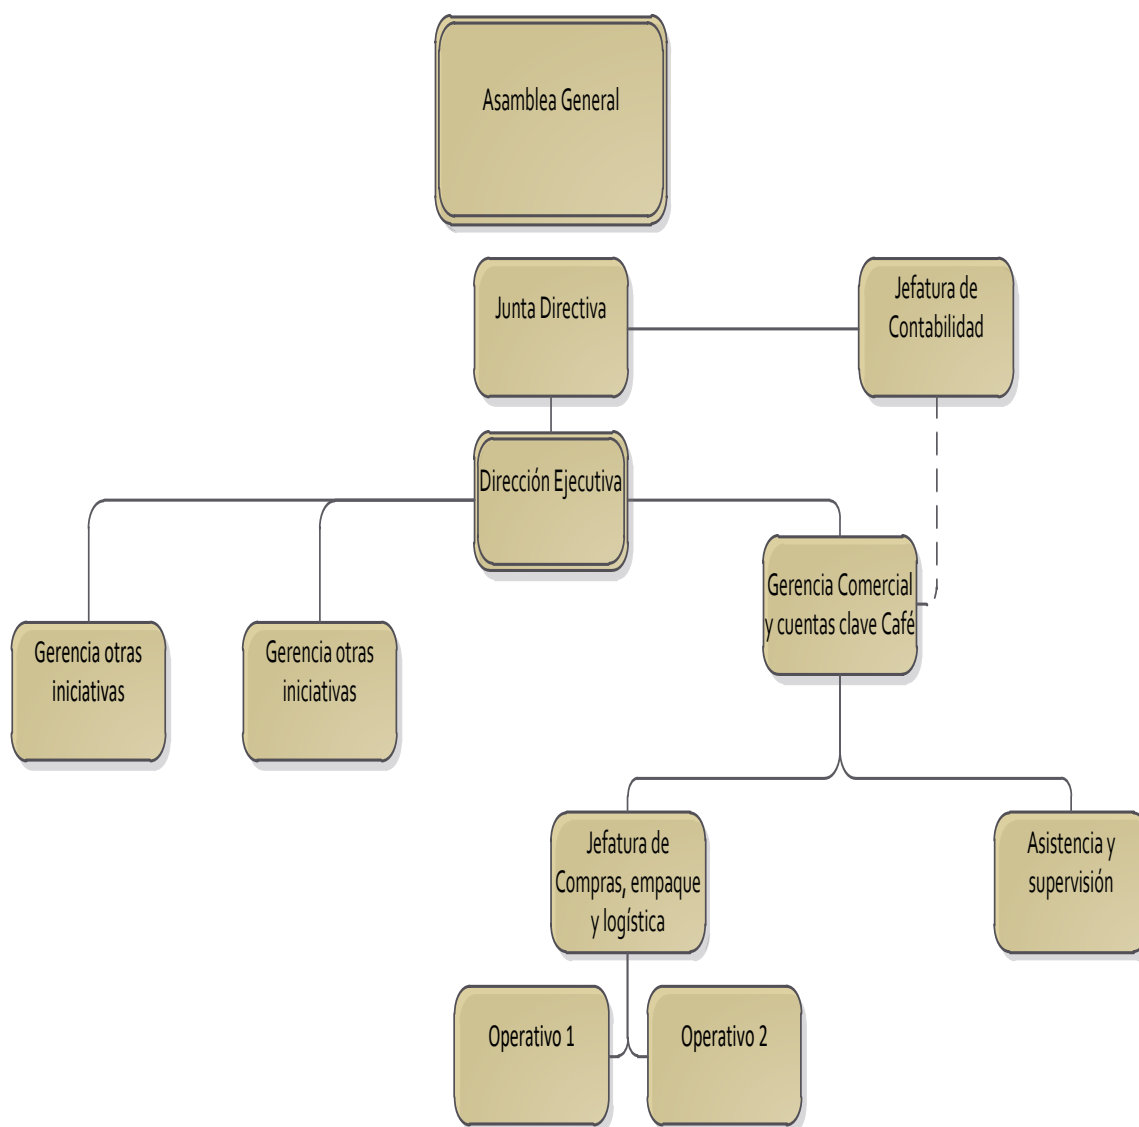 Asamblea General
Junta Directiva
Jefatura de
Contabilidad
Dirección Ejecutiva
Gerencia Comercial
y cuentas clave Café
Gerencia otras
iniciativas
Gerencia otras
iniciativas
Jefatura de
Compras, empaque
y logística
Asistencia y
supervisión
Operativo 1
Operativo 2